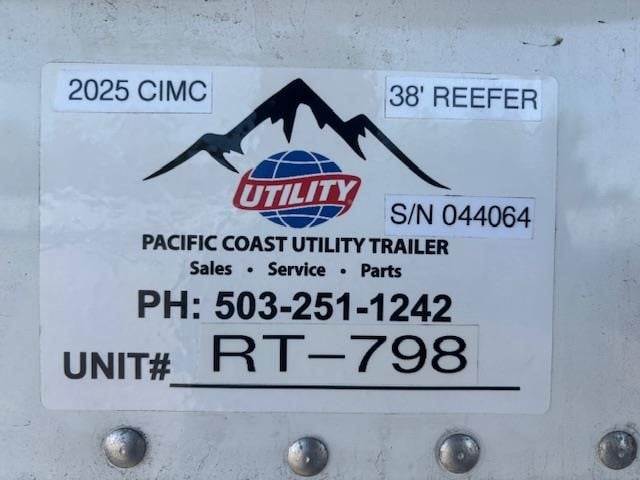 2025 CIMC
38' REEFER
UTILITY
S/N 044064
PACIFIC COAST UTILITY TRAILER
Sales • Service • Parts
PH: 503-251-1242
UNIT# RT-798